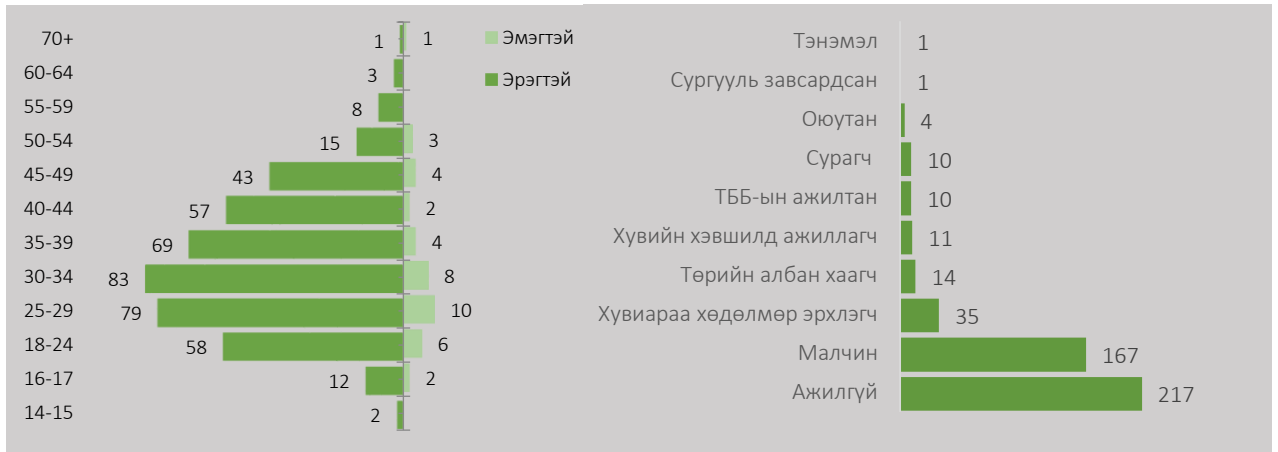 70+ 1 1
60-64 3
55-59 8
50-54 15 3
45-49 43 4
40-44 57 2
35-39 69 4
30-34 83 8
25-29 79 10
18-24 58 6
16-17 12 2
14-15 2
Эмэгтэй
Эрэгтэй
Тэнэмэл 1
Сургууль завсардсан 1
Оюутан 4
Сурагч 10
ТББ-ын ажилтан 10
Хувийн хэвшилд ажиллагч 11
Төрийн албан хаагч 14
Хувиараа хөдөлмөр эрхлэгч 35
Малчин 167
Ажилгүй 217